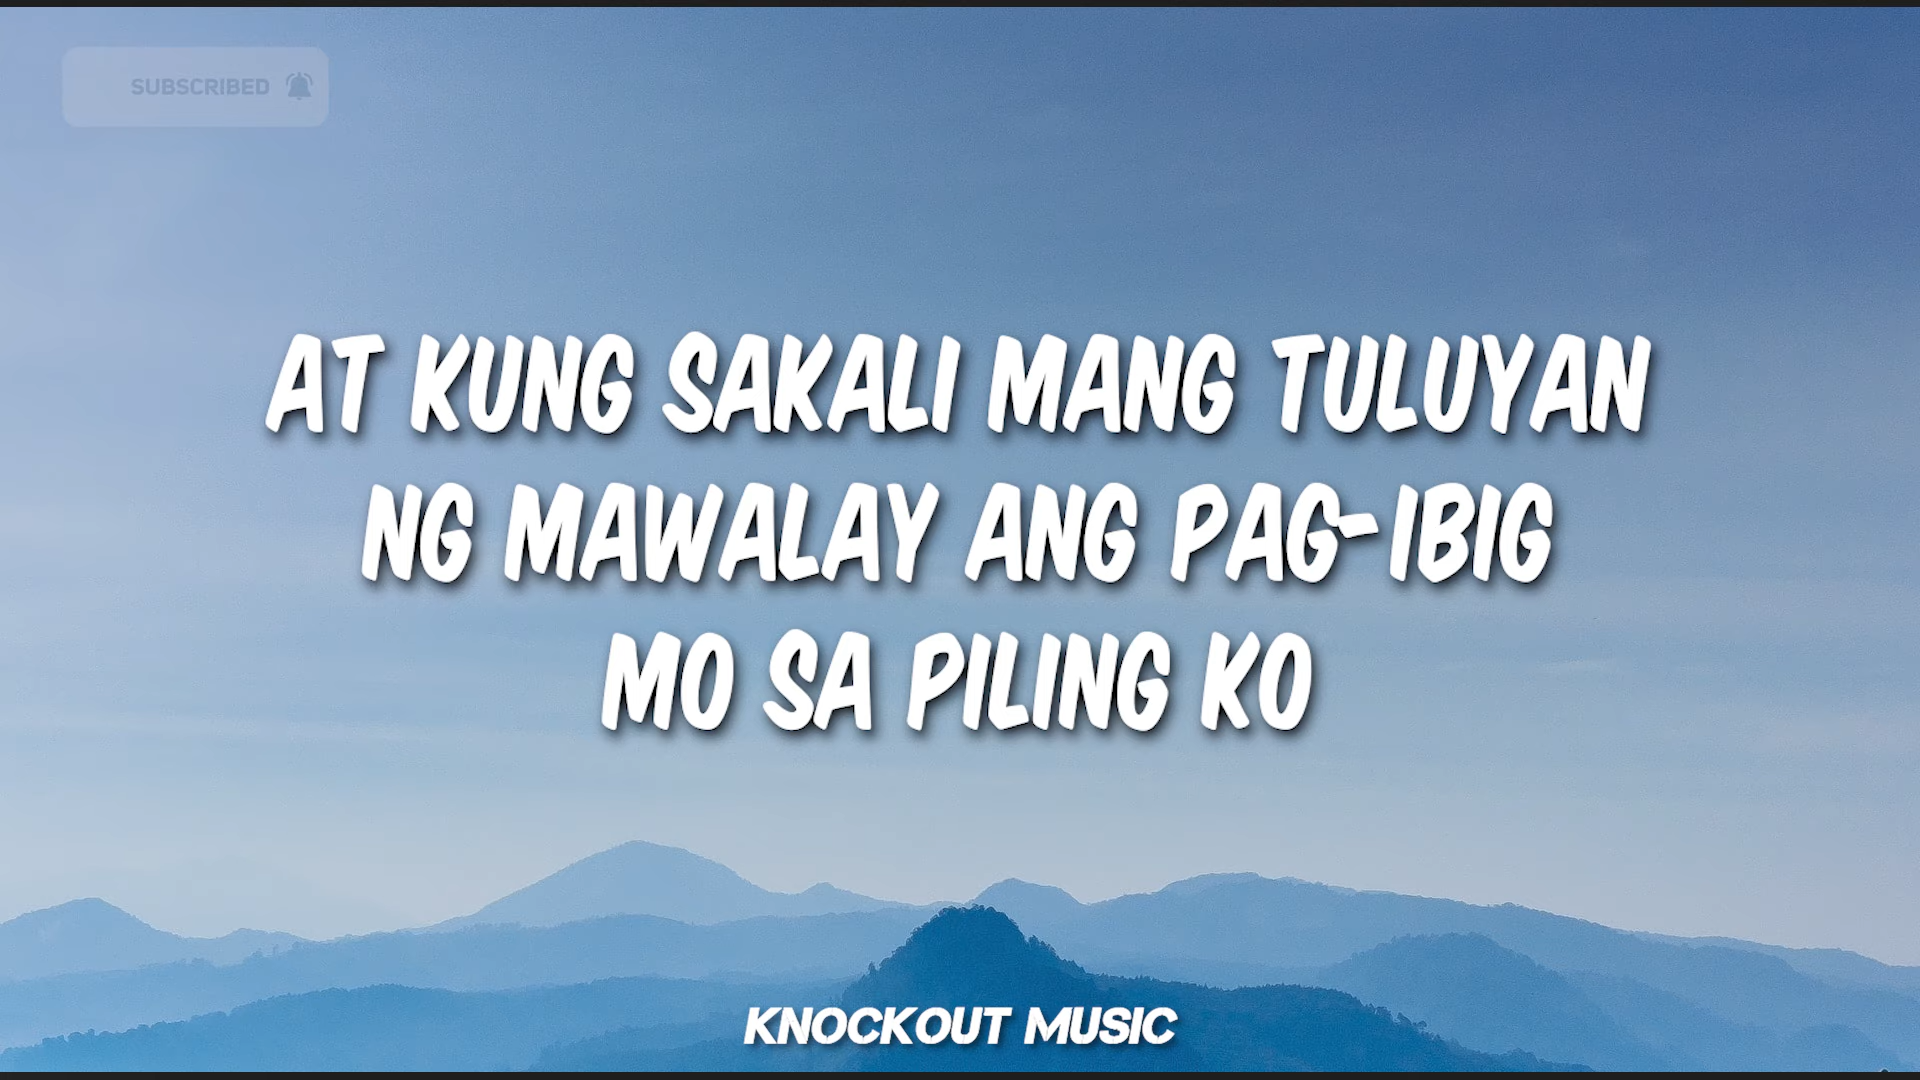 SUBSCRIBED
AT KUNG SAKALI MANG TULUYAN
NG MAWALAY ANG PAG-IBIG
MO SA PILING KO
KNOCKOUT MUSIC